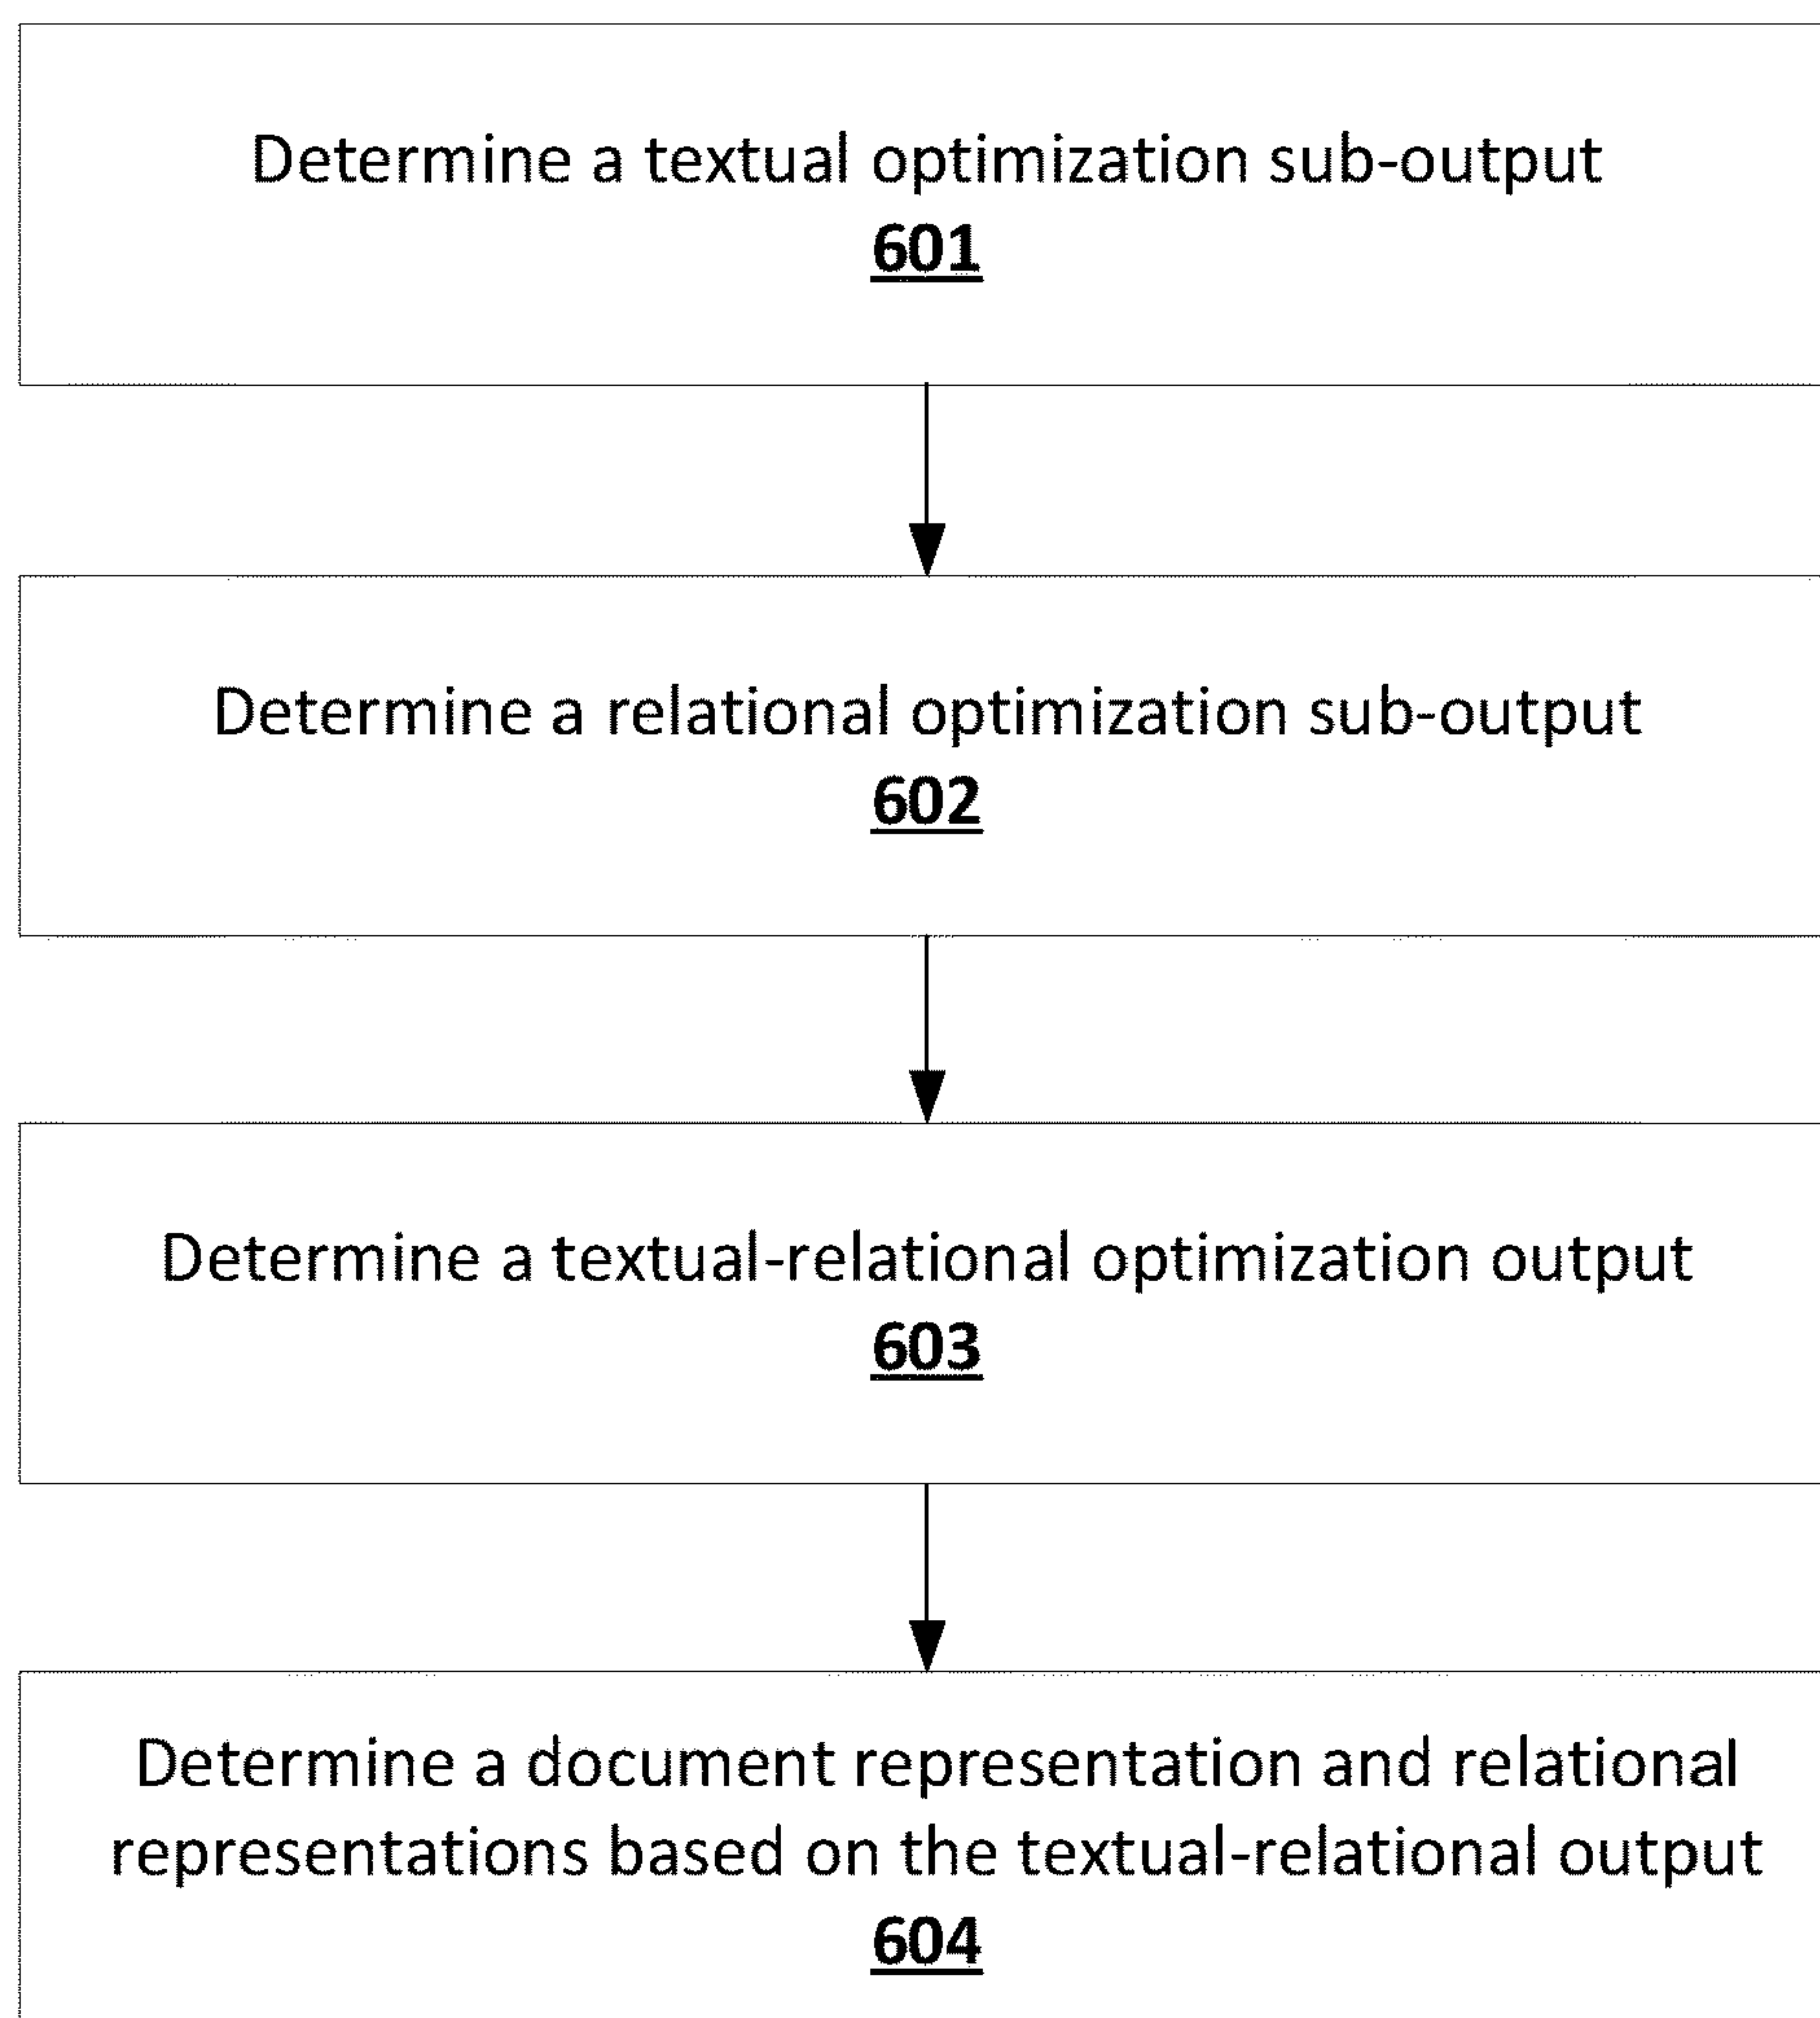 Determine a textual optimization sub-output
601
Determine a relational optimization sub-output
602
Determine a textual-relational optimization output
603
Determine a document representation and relational
representations based on the textual-relational output
604